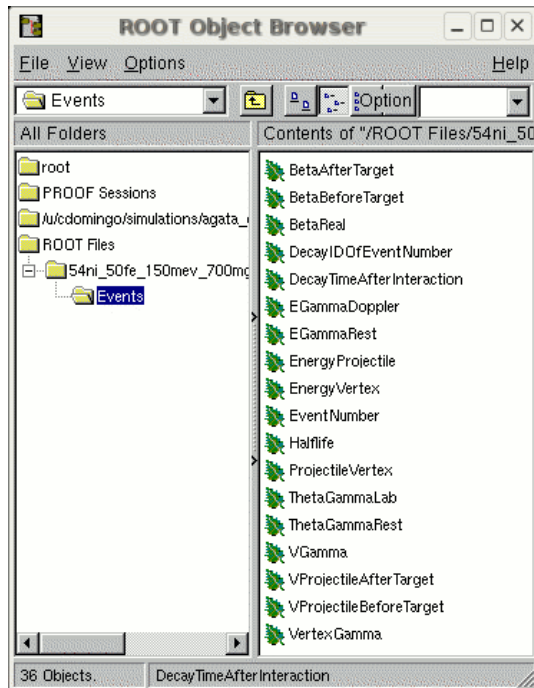 ROOT Object Browser
File View Options Help
Events Option
All Folders
Contents of "/ROOT Files/54ni_50
root
PROOF Sessions
/u/cdomingo/simulations/agata_
ROOT Files
54ni_50fe_150mev_700mg
Events
BetaAfterTarget
BetaBeforeTarget
BetaReal
DecayIDOfEventNumber
DecayTimeAfterInteraction
EGammaDoppler
EGammaRest
EnergyProjectile
EnergyVertex
EventNumber
Halflife
ProjectileVertex
ThetaGammaLab
ThetaGammaRest
VGamma
VProjectileAfterTarget
VProjectileBeforeTarget
VertexGamma
36 Objects. DecayTimeAfterInteraction